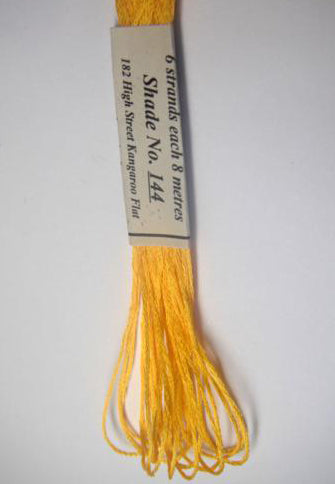 6 strands each 8 metres
Shade No. 144
182 High Street Kangaroo Flat